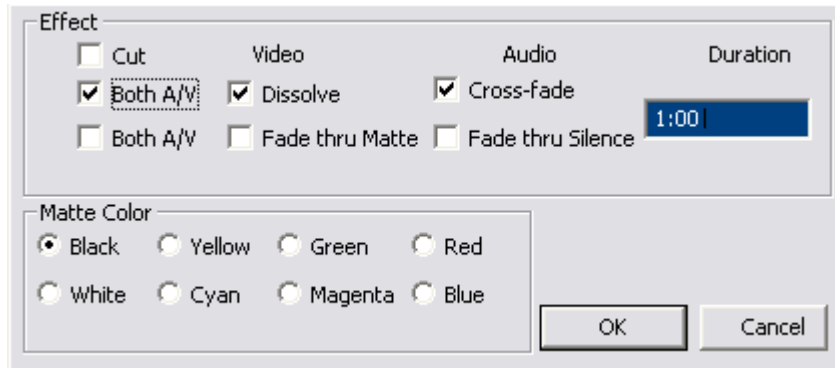 Effect
Cut Video Audio Duration
Both A/V Dissolve Cross-fade
1:00
Both A/V Fade thru Matte Fade thru Silence
Matte Color
Black Yellow Green Red
White Cyan Magenta Blue
OK Cancel